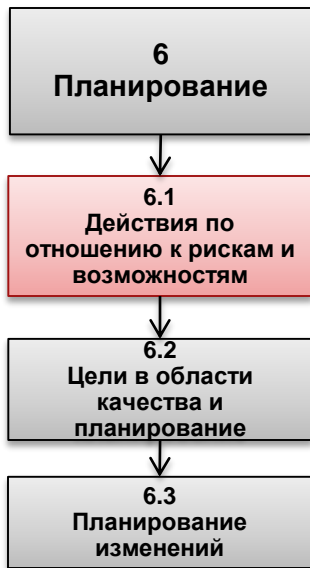 6
Планирование
6.1
Действия по
отношению к рискам и
возможностям
6.2
Цели в области
качества и
планирование
6.3
Планирование
изменений